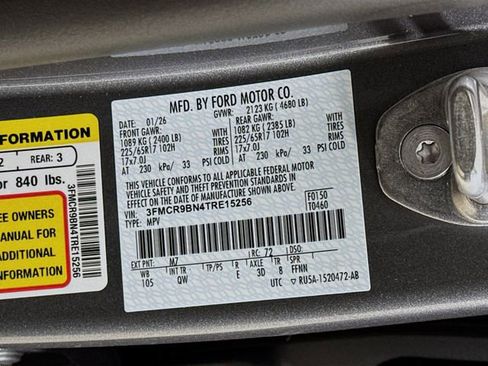 MFD. BY FORD MOTOR CO.
DATE: 01/26 GVWR: 2123 KG ( 4680 LB)
FRONT GAWR: REAR GAWR:
1089 KG ( 2400 LB) 1082 KG ( 2385 LB)
225/65R17 102H TIRES 225/65R17 102H TIRES
17x7.0J RIMS 17x7.0J RIMS
AT 230 kPa/ 33 PSI COLD AT 230 kPa/ 33 PSI COLD
THIS VEHICLE CONFORMS TO ALL APPLICABLE FEDERAL MOTOR
VEHICLE SAFETY AND THEFT PREVENTION STANDARDS IN EFFECT ON THE
DATE OF MANUFACTURE SHOWN ABOVE.
VIN: 3FMCR9BN4TRE15256 F0150
TYPE: MPV T0460
EXT PNT: M7 RC: 72 DSO:
WB INT TR TP/PS R AXLE TR SPR
105 QW E 3D 8 FFNN
UTC RU5A-1520472-AB
FORMATION
2 REAR: 3
or 840 lbs.
EE OWNERS
MANUAL FOR
ADDITIONAL
INFORMATION
3FMCR9BN4TRE15256